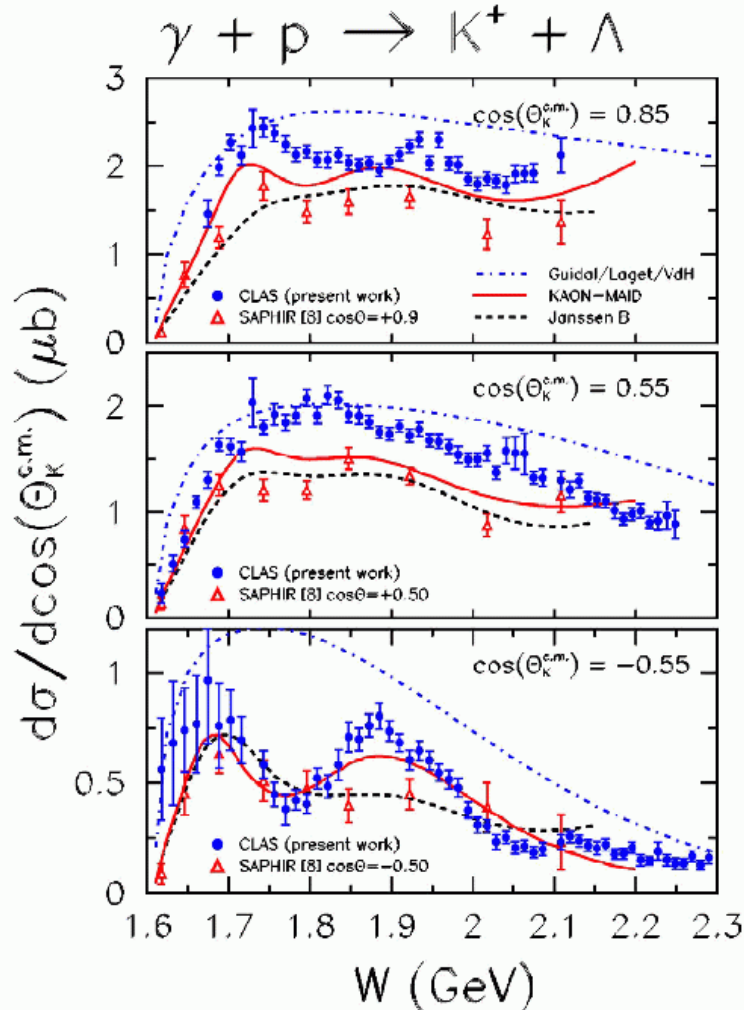 γ + p → K⁺ + Λ
dσ/dcos(Θ_K^c.m.) (μb)
3
2
1
0
cos(Θ_K^c.m.) = 0.85
Guidal/Laget/VdH
CLAS (present work)
KAON-MAID
SAPHIR [8] cosΘ=+0.9
Janssen B
2
1
0
cos(Θ_K^c.m.) = 0.55
CLAS (present work)
SAPHIR [8] cosΘ=+0.50
1
0.5
0
cos(Θ_K^c.m.) = −0.55
CLAS (present work)
SAPHIR [8] cosΘ=−0.50
1.6 1.7 1.8 1.9 2 2.1 2.2 2.3
W (GeV)